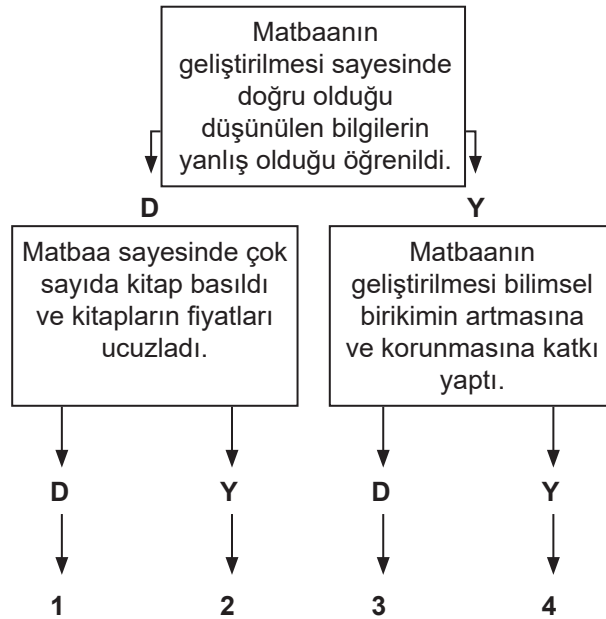 Matbaanın
geliştirilmesi sayesinde
doğru olduğu
düşünülen bilgilerin
yanlış olduğu öğrenildi.
D
Y
Matbaa sayesinde çok
sayıda kitap basıldı
ve kitapların fiyatları
ucuzladı.
Matbaanın
geliştirilmesi bilimsel
birikimin artmasına
ve korunmasına katkı
yaptı.
D
Y
D
Y
1
2
3
4